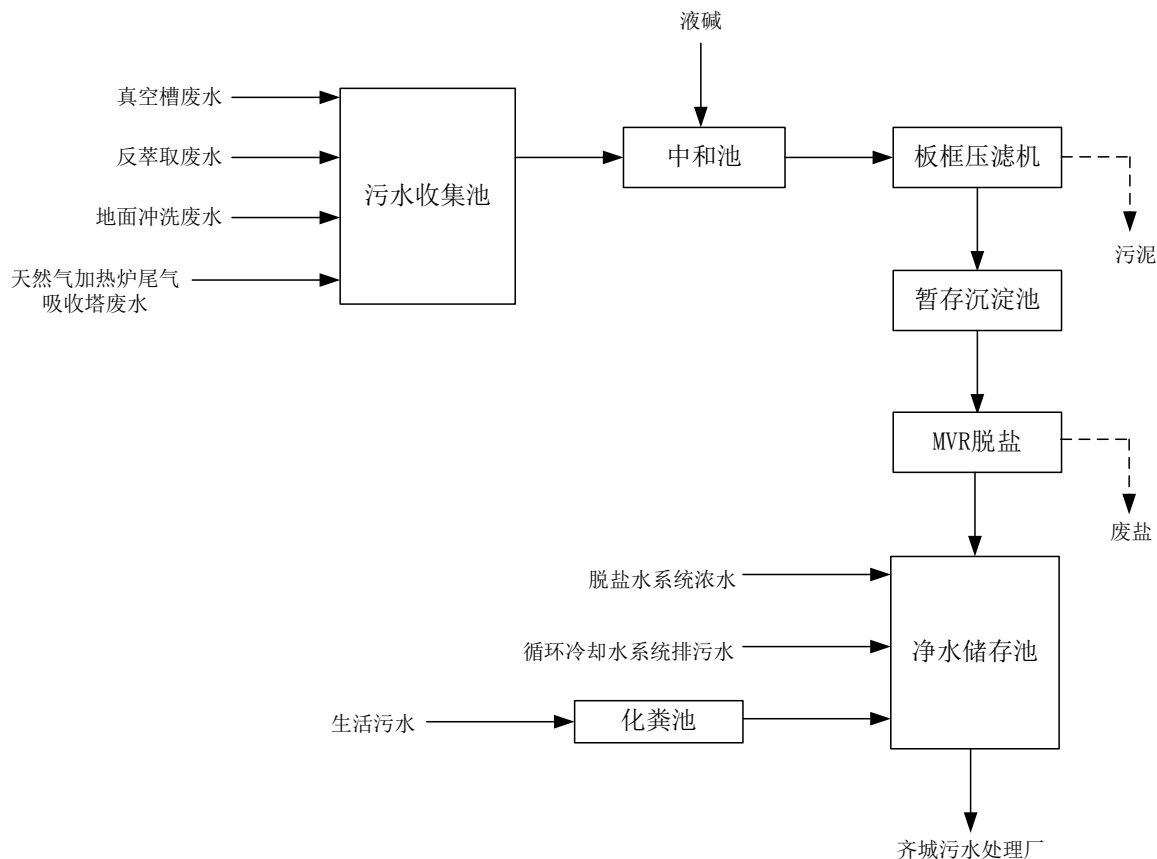 液碱
真空槽废水
反萃取废水
地面冲洗废水
天然气加热炉尾气
吸收塔废水
污水收集池
中和池
板框压滤机
污泥
暂存沉淀池
MVR脱盐
废盐
脱盐水系统浓水
循环冷却水系统排污水
生活污水
化粪池
净水储存池
齐城污水处理厂